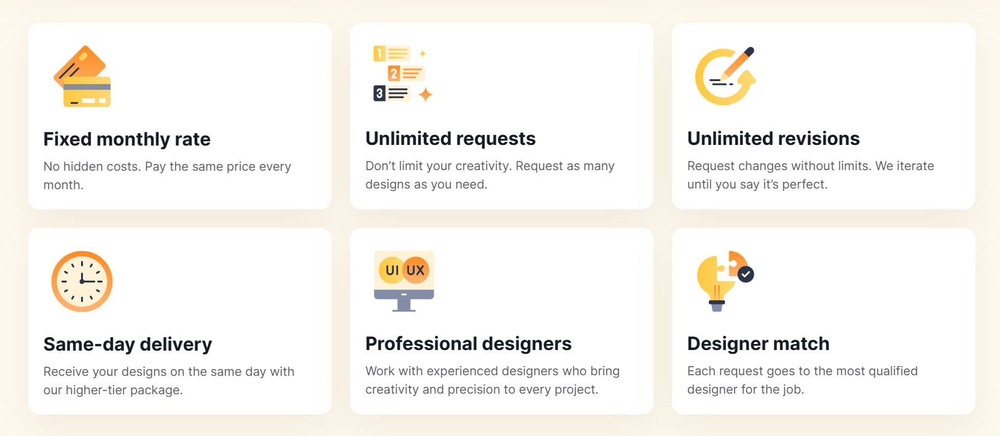 Fixed monthly rate
No hidden costs. Pay the same price every
month.
1
2
3
Unlimited requests
Don’t limit your creativity. Request as many
designs as you need.
Unlimited revisions
Request changes without limits. We iterate
until you say it’s perfect.
Same-day delivery
Receive your designs on the same day with
our higher-tier package.
UI UX
Professional designers
Work with experienced designers who bring
creativity and precision to every project.
Designer match
Each request goes to the most qualified
designer for the job.